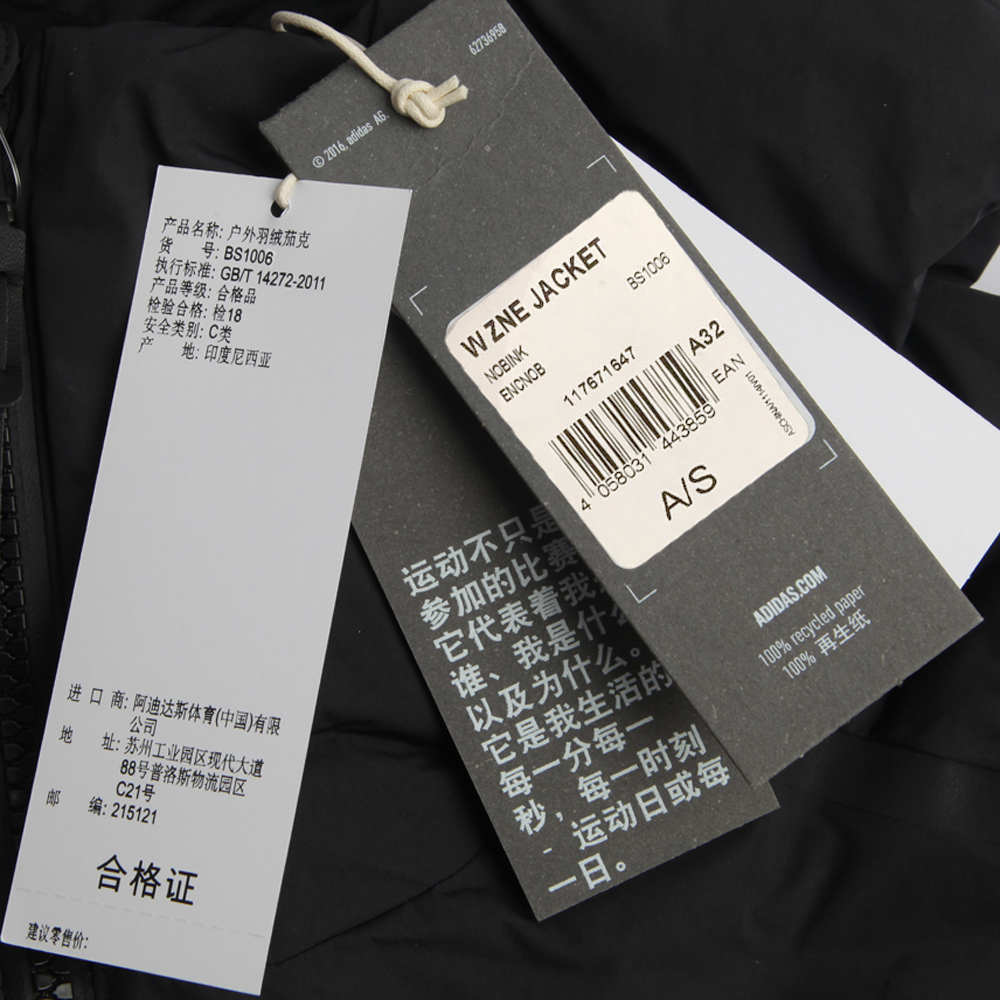 产品名称: 户外羽绒茄克
货 号: BS1006
执行标准: GB/T 14272-2011
产品等级: 合格品
检验合格: 检18
安全类别: C类
产 地: 印度尼西亚
进 口 商: 阿迪达斯体育(中国)有限
公司
地 址: 苏州工业园区现代大道
88号普洛斯物流园区
C21号
邮 编: 215121
合格证
建议零售价:
62736958
© 2016, adidas AG.
W ZNE JACKET
BS1006
NOBINK
ENCNOB
117671647
A32
EAN
4 058031 443859
A/S
ADIDAS.COM
100% recycled paper
100% 再生纸
运动不只是
参加的比赛
它代表着我
谁、我是什么
以及为什么。
它是我生活的
每一分每一
秒，每一时刻
- 运动日或每
一日。